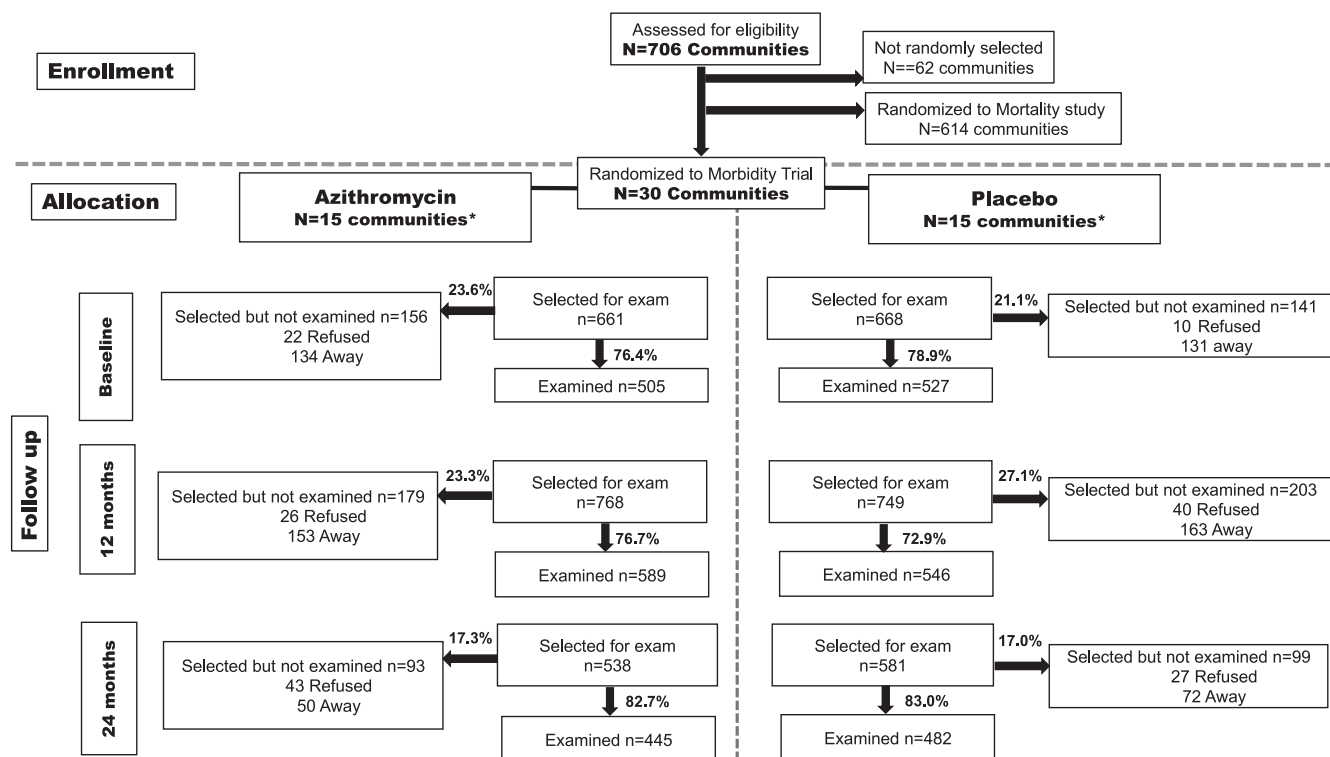 Enrollment
Assessed for eligibility
N=706 Communities
Not randomly selected
N==62 communities
Randomized to Mortality study
N=614 communities
Randomized to Morbidity Trial
N=30 Communities
Allocation
Azithromycin
N=15 communities*
Placebo
N=15 communities*
Follow up
Baseline
Selected but not examined n=156
22 Refused
134 Away
23.6%
Selected for exam
n=661
76.4%
Examined n=505
Selected for exam
n=668
21.1%
78.9%
Examined n=527
Selected but not examined n=141
10 Refused
131 away
12 months
Selected but not examined n=179
26 Refused
153 Away
23.3%
Selected for exam
n=768
76.7%
Examined n=589
Selected for exam
n=749
27.1%
72.9%
Examined n=546
Selected but not examined n=203
40 Refused
163 Away
24 months
Selected but not examined n=93
43 Refused
50 Away
17.3%
Selected for exam
n=538
82.7%
Examined n=445
Selected for exam
n=581
17.0%
83.0%
Examined n=482
Selected but not examined n=99
27 Refused
72 Away